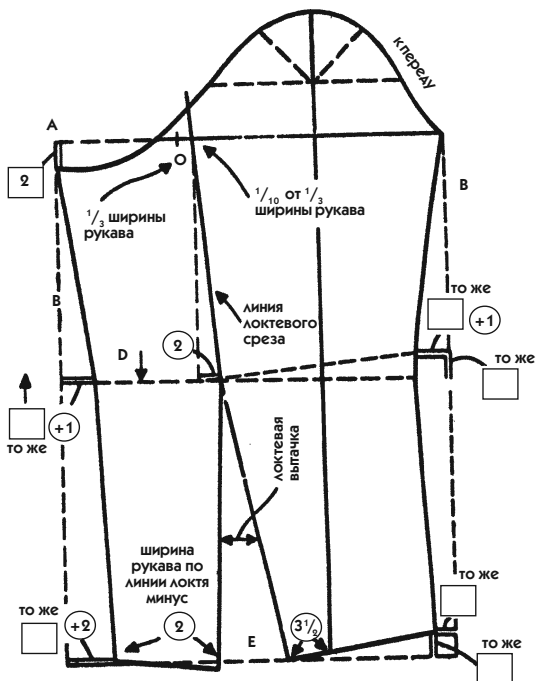 К ПЕРЕДУ
A
2
O
1/3 ШИРИНЫ
РУКАВА
1/10 ОТ 1/3
ШИРИНЫ РУКАВА
B
B
ЛИНИЯ
ЛОКТЕВОГО
СРЕЗА
ТО ЖЕ
+1
D
2
ТО ЖЕ
+1
ТО ЖЕ
ЛОКТЕВАЯ
ВЫТАЧКА
ШИРИНА
РУКАВА ПО
ЛИНИИ ЛОКТЯ
МИНУС
ТО ЖЕ
ТО ЖЕ
+2
2
E
3 1/2
ТО ЖЕ